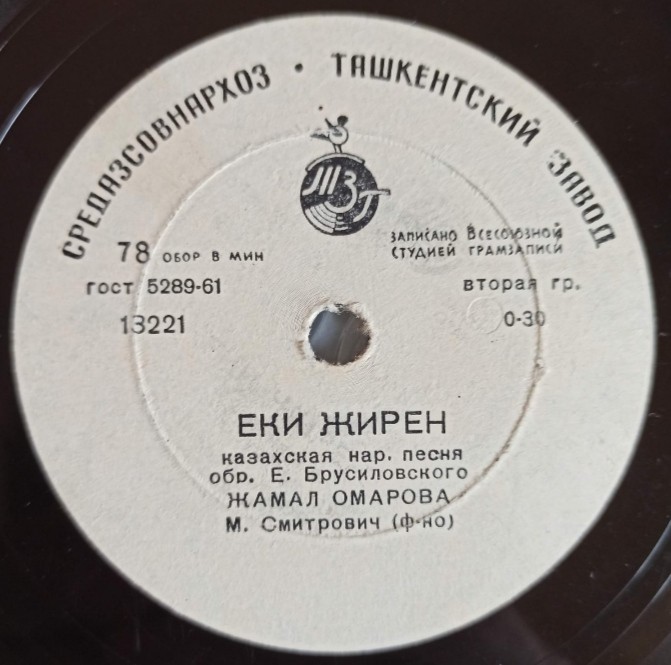 СРЕДАЗСОВНАРХОЗ • ТАШКЕНТСКИЙ ЗАВОД
ТЗГ
78 ОБОР В МИН
ГОСТ 5289-61
13221
ЗАПИСАНО ВСЕСОЮЗНОЙ
СТУДИЕЙ ГРАМЗАПИСИ
вторая гр.
0-30
ЕКИ ЖИРЕН
казахская нар. песня
обр. Е. Брусиловского
ЖАМАЛ ОМАРОВА
М. Смитрович (ф-но)